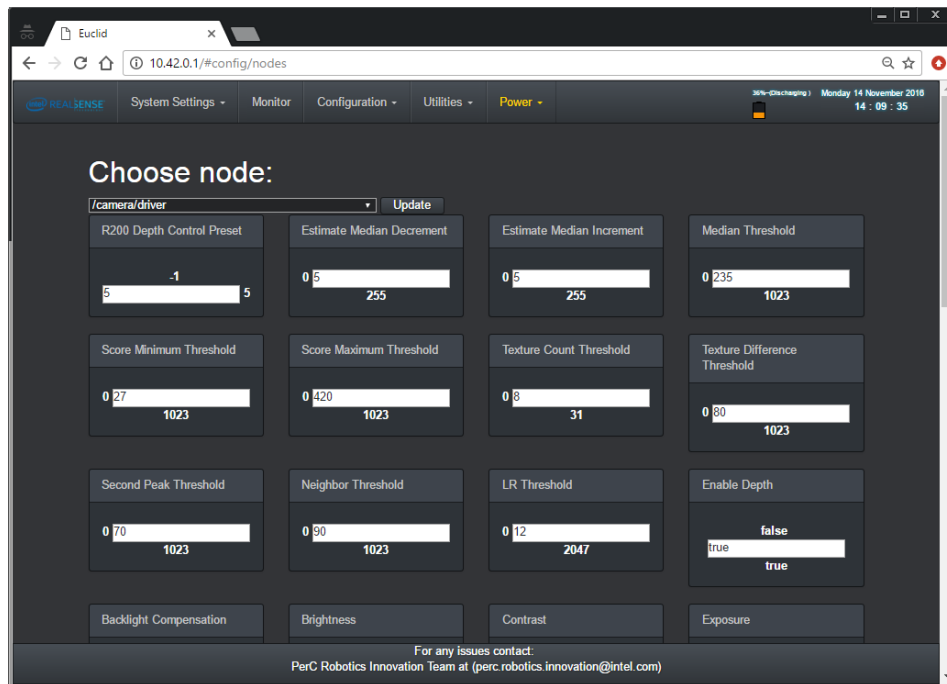 Euclid
10.42.0.1/#config/nodes
intel REALSENSE System Settings Monitor Configuration Utilities Power
36%-(Discharging) Monday 14 November 2016
14 : 09 : 35
Choose node:
/camera/driver Update
R200 Depth Control Preset
-1
5 5
Estimate Median Decrement
0 5
255
Estimate Median Increment
0 5
255
Median Threshold
0 235
1023
Score Minimum Threshold
0 27
1023
Score Maximum Threshold
0 420
1023
Texture Count Threshold
0 8
31
Texture Difference
Threshold
0 80
1023
Second Peak Threshold
0 70
1023
Neighbor Threshold
0 90
1023
LR Threshold
0 12
2047
Enable Depth
false
true
true
Backlight Compensation
Brightness
Contrast
Exposure
For any issues contact:
PerC Robotics Innovation Team at (perc.robotics.innovation@intel.com)